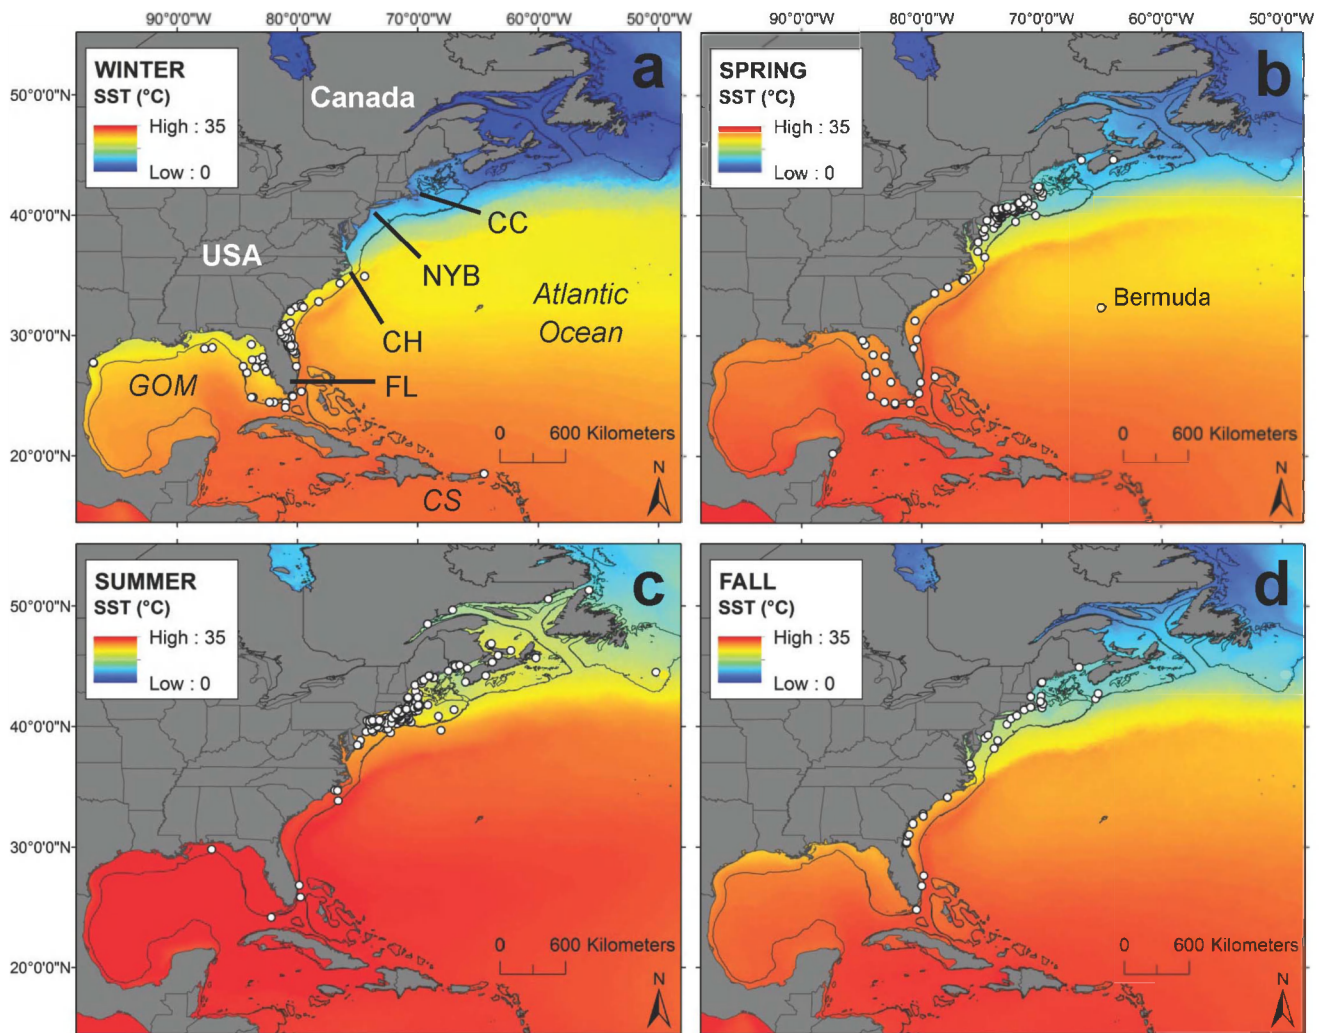 90°0'0"W 80°0'0"W 70°0'0"W 60°0'0"W 50°0'0"W
90°0'0"W 80°0'0"W 70°0'0"W 60°0'0"W 50°0'0"W
WINTER
SST (°C)
High : 35
Low : 0
a
Canada
USA
CC
NYB
CH
FL
GOM
Atlantic
Ocean
CS
0 600 Kilometers
N
50°0'0"N
40°0'0"N
30°0'0"N
20°0'0"N
SPRING
SST (°C)
High : 35
Low : 0
b
Bermuda
0 600 Kilometers
N
SUMMER
SST (°C)
High : 35
Low : 0
c
0 600 Kilometers
N
50°0'0"N
40°0'0"N
30°0'0"N
20°0'0"N
FALL
SST (°C)
High : 35
Low : 0
d
0 600 Kilometers
N